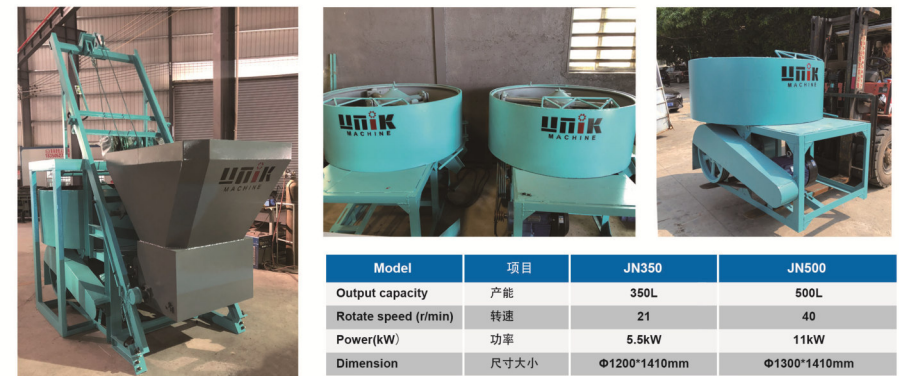 UNIK
MACHINE
UNIK
MACHINE
UNIK
MACHINE
UNIK
MACHINE
Model 项目 JN350 JN500
Output capacity 产能 350L 500L
Rotate speed (r/min) 转速 21 40
Power(kW） 功率 5.5kW 11kW
Dimension 尺寸大小 Φ1200*1410mm Φ1300*1410mm